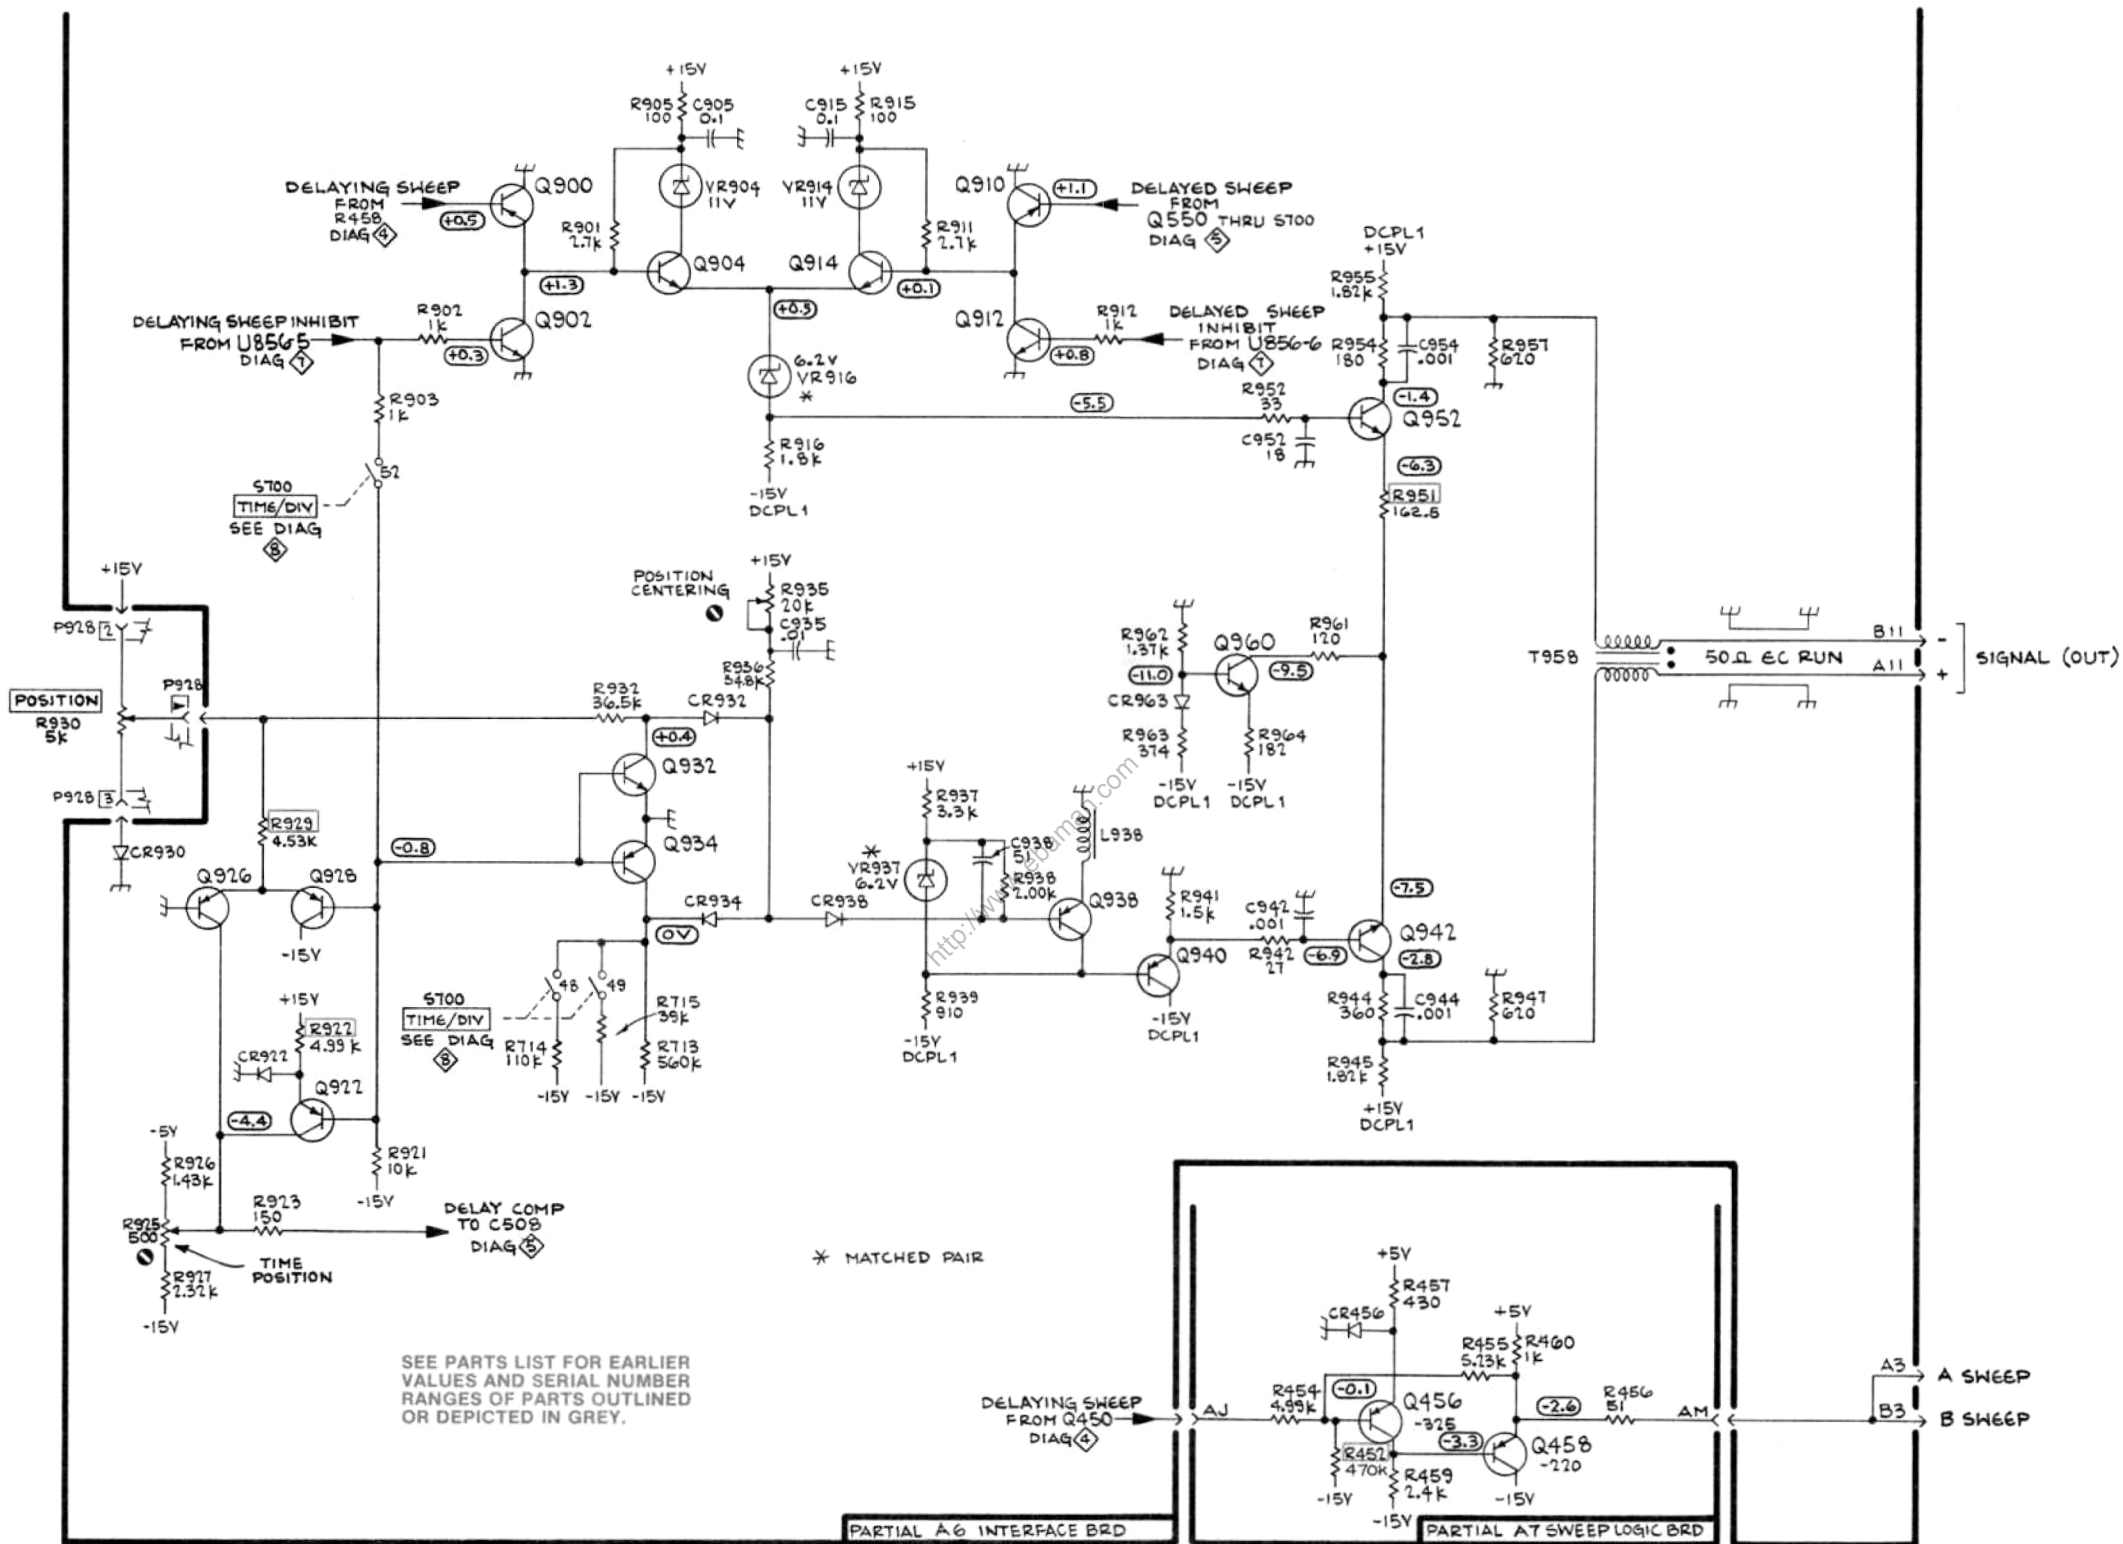 +15V
+15V
R905
100
C905
0.1
C915
0.1
R915
100
DELAYING SWEEP
FROM
R458
DIAG 4
+0.5
Q900
VR904
11V
VR914
11V
Q910
+1.1
DELAYED SWEEP
FROM
Q550 THRU S700
DIAG 5
R901
2.7k
R911
2.7k
DCPL1
+15V
Q904
Q914
+1.3
+0.5
+0.1
R955
1.82k
DELAYING SWEEP INHIBIT
FROM U856-5
DIAG 7
R902
1k
+0.3
Q902
Q912
R912
1k
+0.8
DELAYED SWEEP
INHIBIT
FROM U856-6
DIAG 7
R954
180
C954
.001
R957
620
6.2V
VR916
*
R903
1k
-5.5
R952
33
-1.4
Q952
C952
18
R916
1.8k
-15V
DCPL1
-6.3
52
S700
TIME/DIV
SEE DIAG
8
R951
162.5
+15V
POSITION
CENTERING
+15V
R935
20k
C935
.01
P928 2
R962
1.37k
Q960
R961
120
-11.0
-9.5
T958
50Ω EC RUN
B11
-
A11
+
SIGNAL (OUT)
P928
POSITION
R930
5k
R932
36.5k
CR932
R936
34.8k
CR963
+0.4
Q932
R963
374
R964
182
-15V
DCPL1
-15V
DCPL1
P928 3
+15V
R937
3.3k
R929
4.53k
CR930
-0.8
Q934
L938
*
VR937
6.2V
C938
51
R938
2.00k
-7.5
Q926
Q928
CR934
CR938
Q938
R941
1.5k
C942
.001
Q942
-15V
0V
Q940
R942
27
-6.9
-2.8
48
49
+15V
S700
TIME/DIV
SEE DIAG
8
R715
39k
R939
910
-15V
DCPL1
-15V
DCPL1
R944
360
C944
.001
R947
620
R922
4.99k
CR922
Q922
R714
110k
R713
560k
-15V
-15V
-15V
R945
1.82k
+15V
DCPL1
-4.4
-5V
R926
1.43k
R921
10k
-15V
R923
150
DELAY COMP
TO C508
DIAG 5
R925
500
TIME
POSITION
* MATCHED PAIR
R927
2.32k
-15V
+5V
R457
430
CR456
+5V
R455
5.23k
R460
1k
SEE PARTS LIST FOR EARLIER
VALUES AND SERIAL NUMBER
RANGES OF PARTS OUTLINED
OR DEPICTED IN GREY.
DELAYING SWEEP
FROM Q450
DIAG 4
AJ
R454
4.99k
-0.1
Q456
-325
-2.6
R456
51
AM
A3
A SWEEP
B3
B SWEEP
R452
470k
-3.3
Q458
-220
R459
2.4k
-15V
-15V
-15V
PARTIAL A6 INTERFACE BRD
PARTIAL A7 SWEEP LOGIC BRD